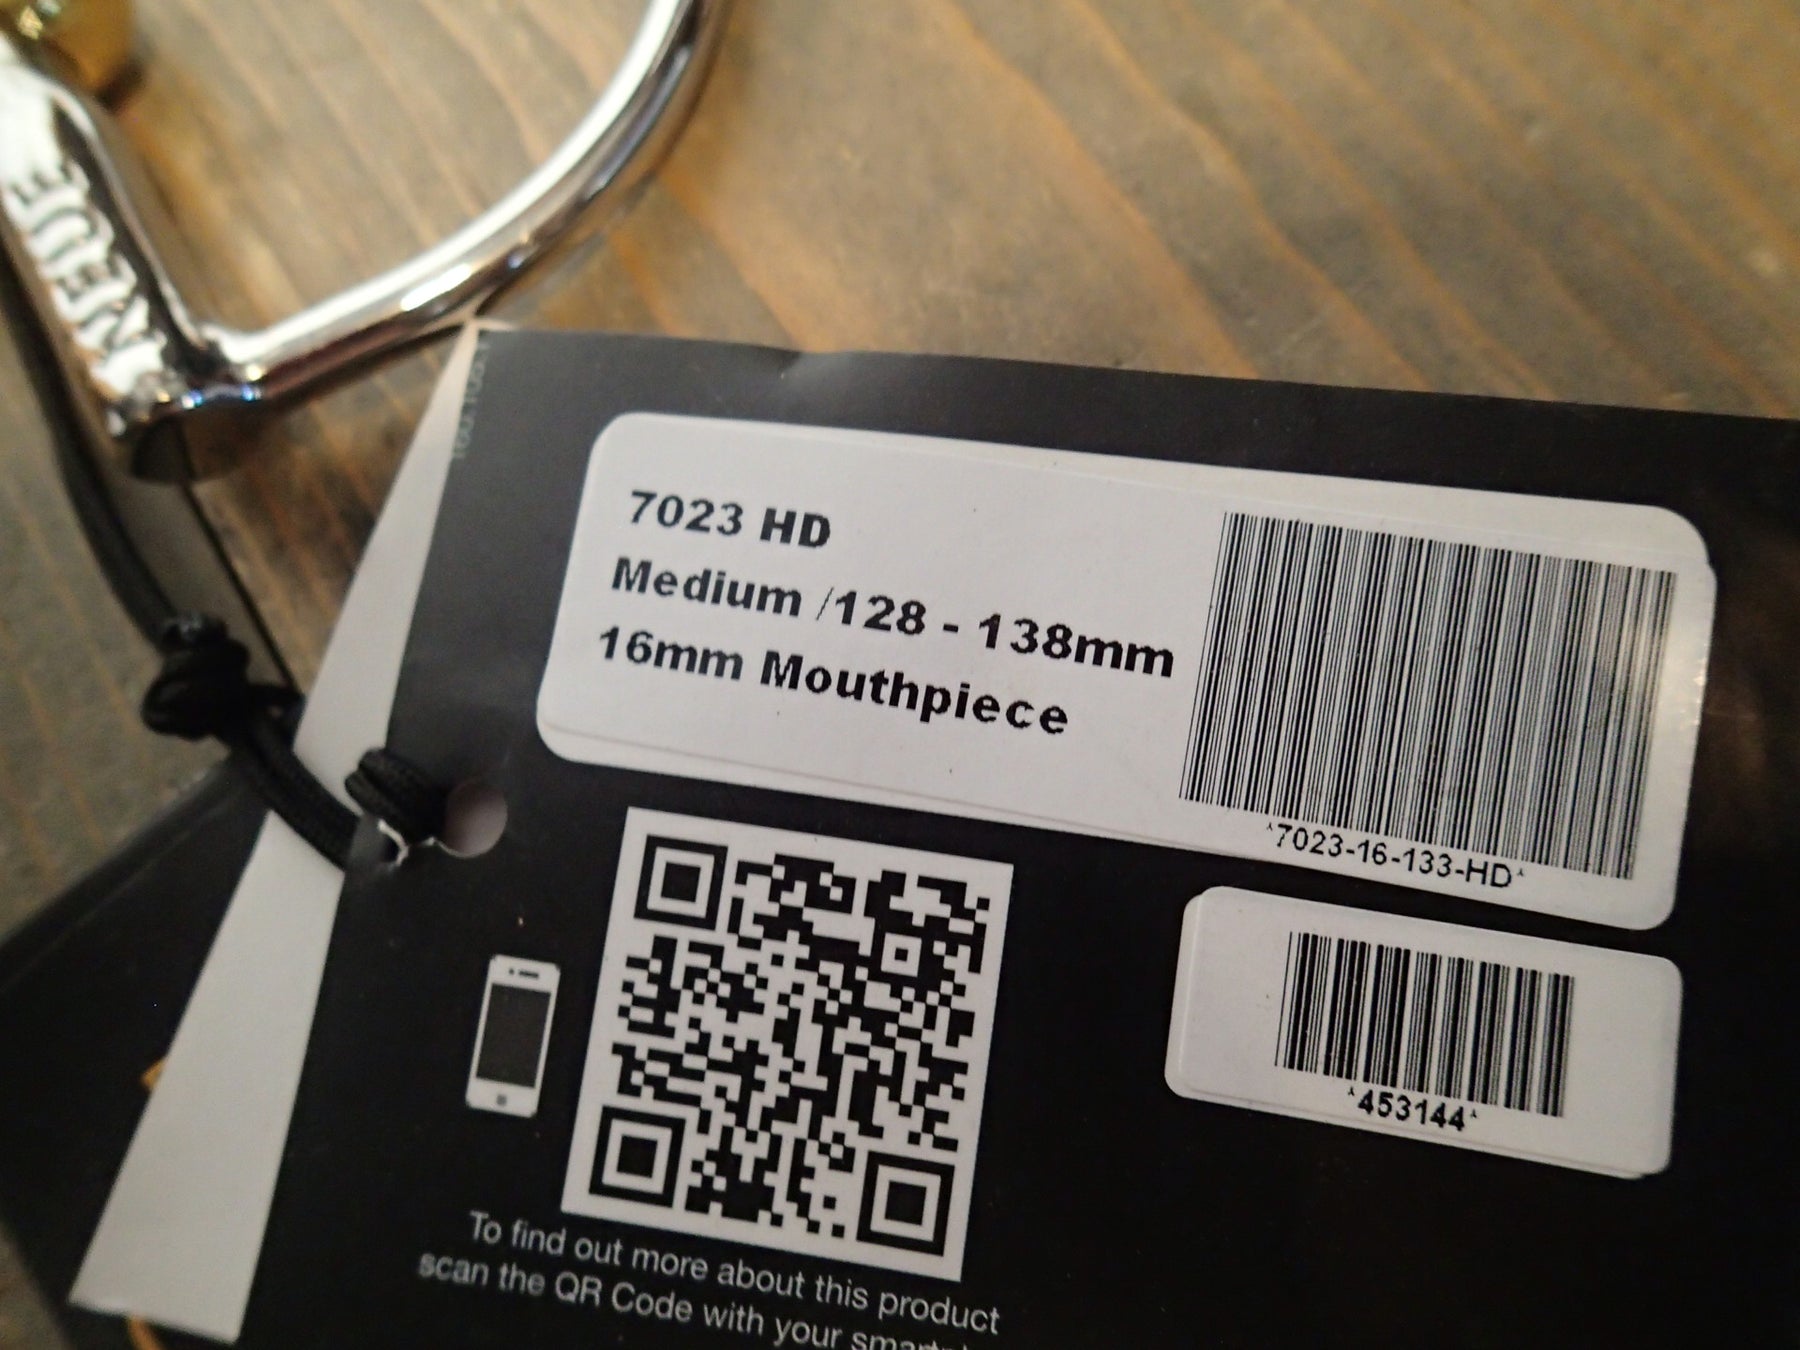 NEUE
7023 HD
Medium /128 - 138mm
16mm Mouthpiece
*7023-16-133-HD*
*453144*
To find out more about this product
scan the QR Code with your